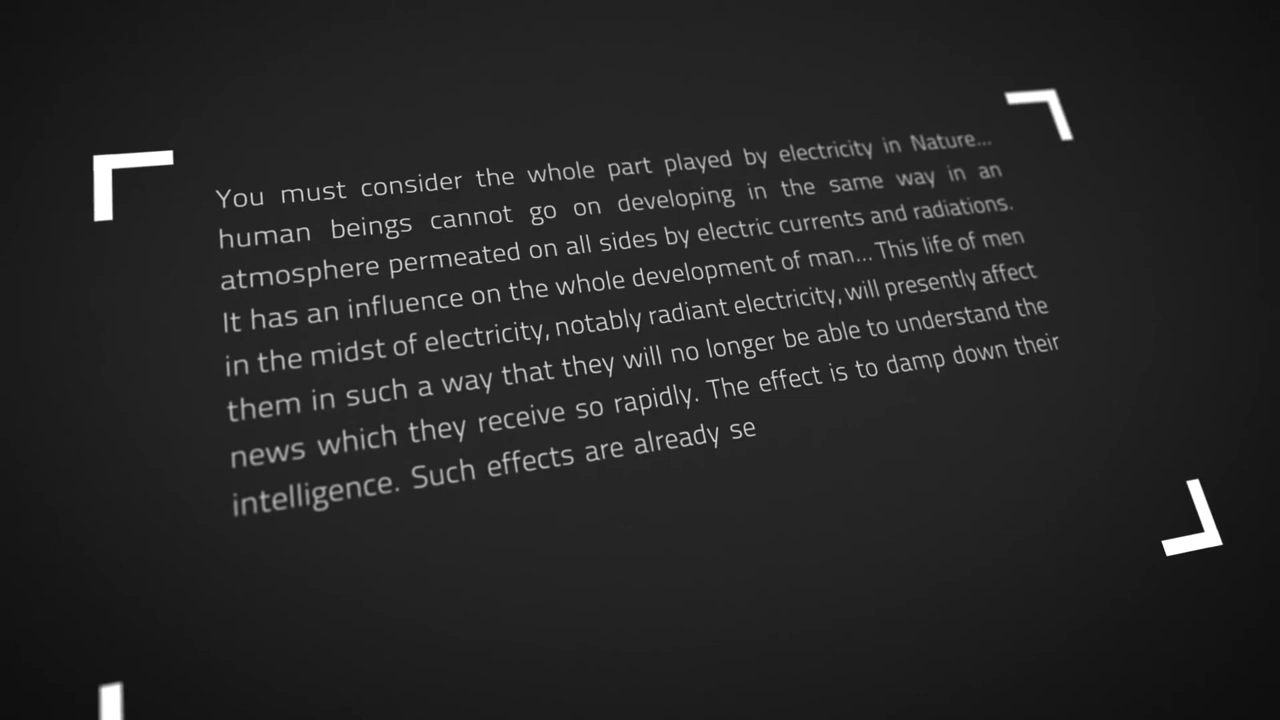 You must consider the whole part played by electricity in Nature...
human beings cannot go on developing in the same way in an
atmosphere permeated on all sides by electric currents and radiations.
It has an influence on the whole development of man... This life of men
in the midst of electricity, notably radiant electricity, will presently affect
them in such a way that they will no longer be able to understand the
news which they receive so rapidly. The effect is to damp down their
intelligence. Such effects are already se